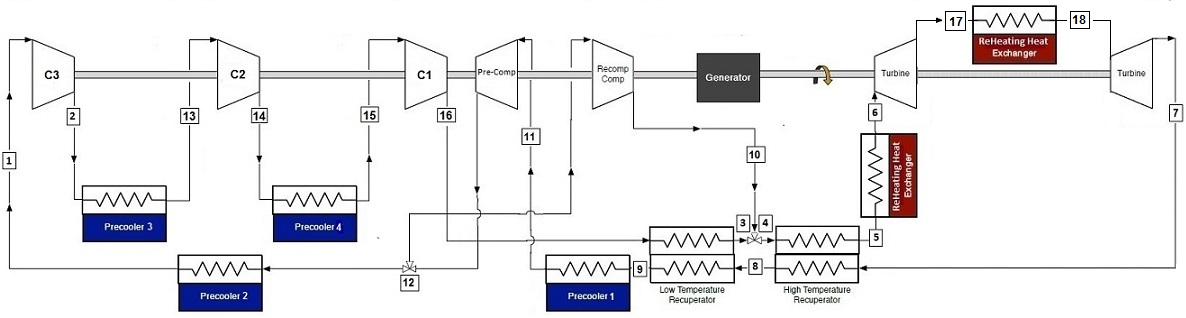 17
18
ReHeating Heat
Exchanger
C3
C2
C1
Pre-Comp
Recomp
Comp
Generator
Turbine
Turbine
2
13
14
15
16
11
6
7
1
10
ReHeating Heat
Exchanger
Precooler 3
Precooler 4
3
4
5
12
9
8
Precooler 2
Precooler 1
Low Temperature
Recuperator
High Temperature
Recuperator